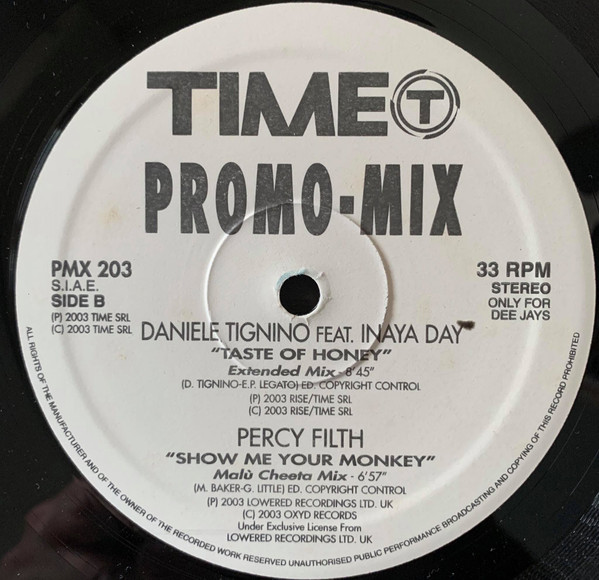 TIME T
PROMO-MIX
PMX 203
S.I.A.E.
SIDE B
(P) 2003 TIME SRL
(C) 2003 TIME SRL
33 RPM
STEREO
ONLY FOR
DEE JAYS
DANIELE TIGNINO FEAT. INAYA DAY
"TASTE OF HONEY"
Extended Mix - 8'45"
(D. TIGNINO-E.P. LEGATO) ED. COPYRIGHT CONTROL
(P) 2003 RISE/TIME SRL
(C) 2003 RISE/TIME SRL
PERCY FILTH
"SHOW ME YOUR MONKEY"
Malù Cheeta Mix - 6'57"
(M. BAKER-G. LITTLE) ED. COPYRIGHT CONTROL
(P) 2003 LOWERED RECORDINGS LTD. UK
(C) 2003 OXYD RECORDS
Under Exclusive License From
LOWERED RECORDINGS LTD. UK
ALL RIGHTS OF THE MANUFACTURER AND OF THE OWNER OF THE RECORDED WORK RESERVED UNAUTHORISED PUBLIC PERFORMANCE BROADCASTING AND COPYING OF THIS RECORD PROHIBITED